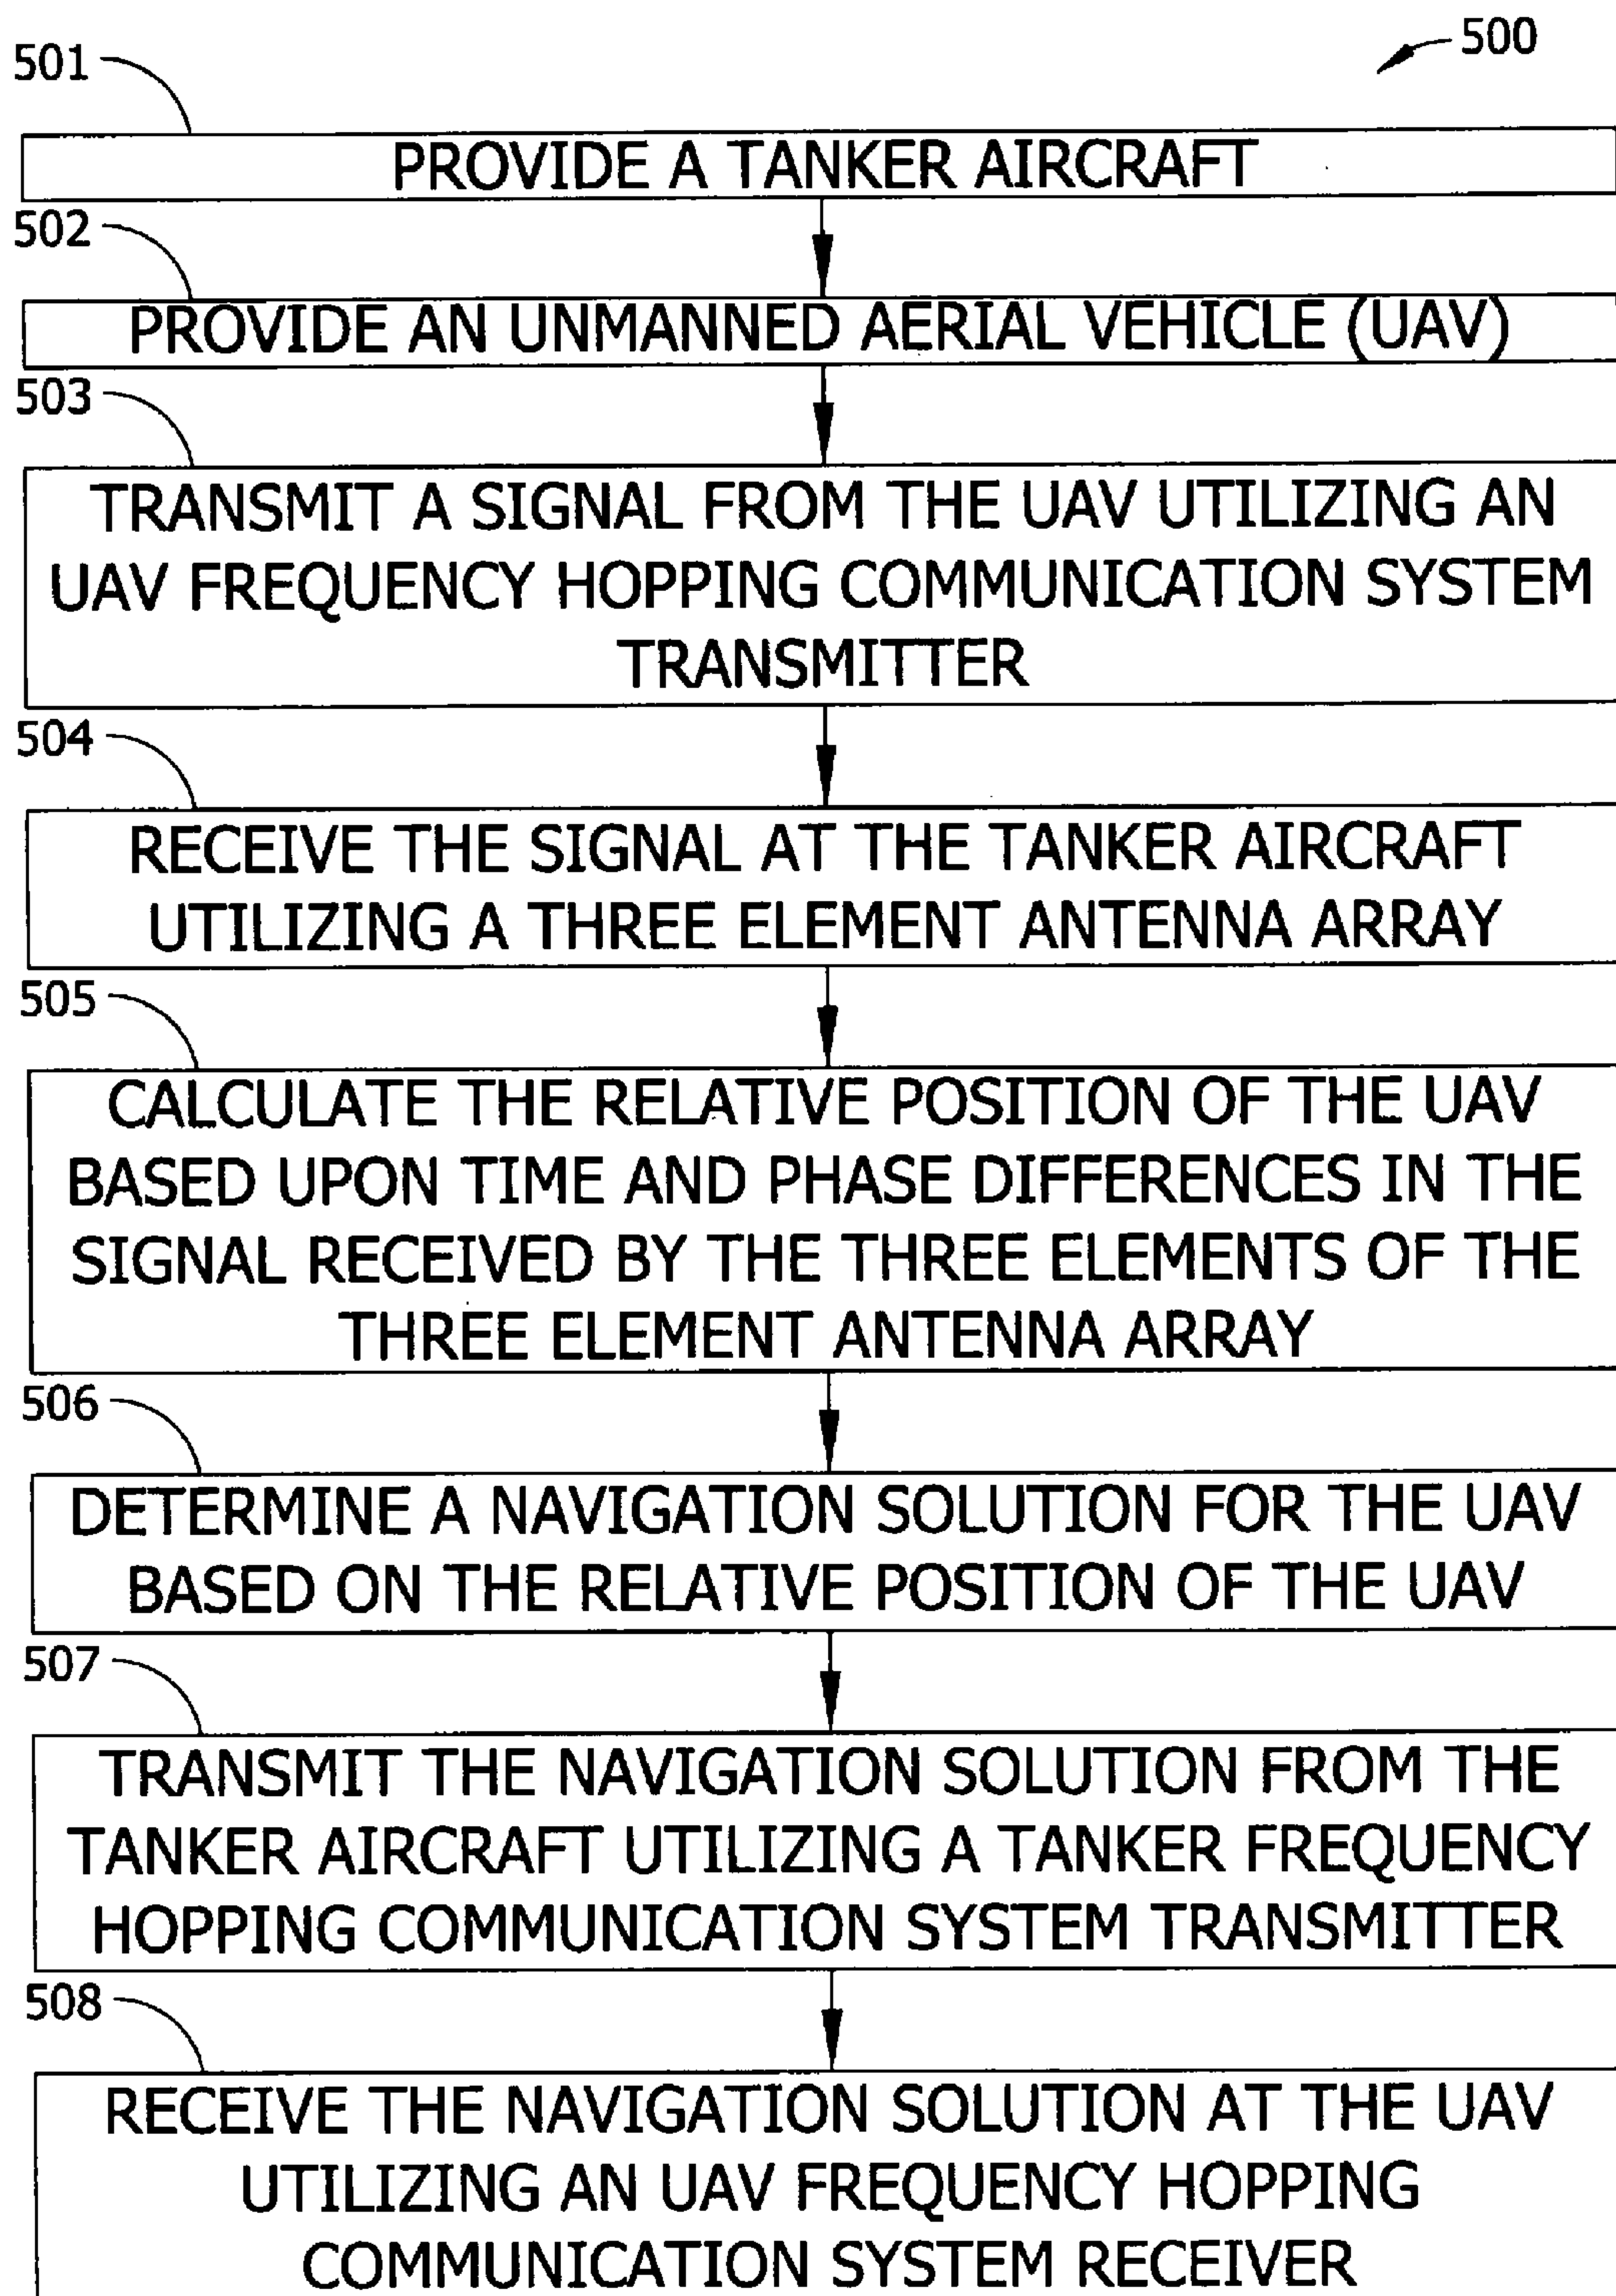 500
501
PROVIDE A TANKER AIRCRAFT
502
PROVIDE AN UNMANNED AERIAL VEHICLE (UAV)
503
TRANSMIT A SIGNAL FROM THE UAV UTILIZING AN
UAV FREQUENCY HOPPING COMMUNICATION SYSTEM
TRANSMITTER
504
RECEIVE THE SIGNAL AT THE TANKER AIRCRAFT
UTILIZING A THREE ELEMENT ANTENNA ARRAY
505
CALCULATE THE RELATIVE POSITION OF THE UAV
BASED UPON TIME AND PHASE DIFFERENCES IN THE
SIGNAL RECEIVED BY THE THREE ELEMENTS OF THE
THREE ELEMENT ANTENNA ARRAY
506
DETERMINE A NAVIGATION SOLUTION FOR THE UAV
BASED ON THE RELATIVE POSITION OF THE UAV
507
TRANSMIT THE NAVIGATION SOLUTION FROM THE
TANKER AIRCRAFT UTILIZING A TANKER FREQUENCY
HOPPING COMMUNICATION SYSTEM TRANSMITTER
508
RECEIVE THE NAVIGATION SOLUTION AT THE UAV
UTILIZING AN UAV FREQUENCY HOPPING
COMMUNICATION SYSTEM RECEIVER